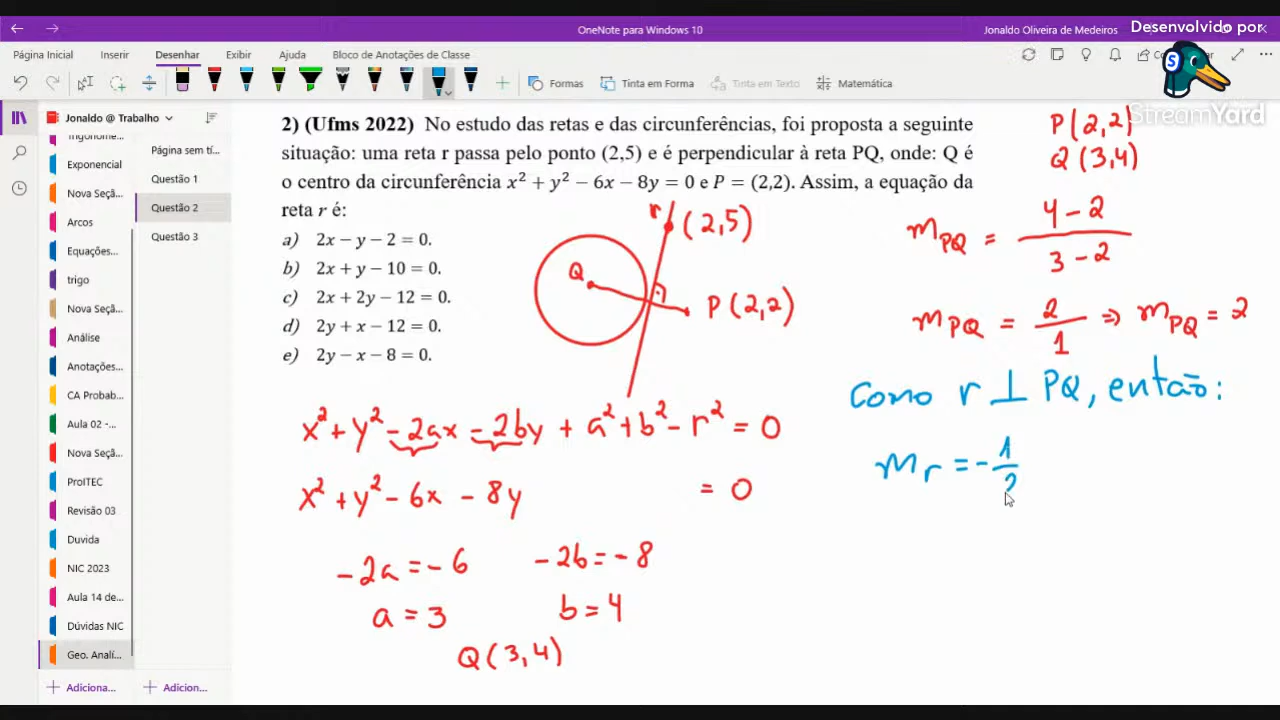 OneNote para Windows 10
Jonaldo Oliveira de Medeiros
Desenvolvido por
StreamYard
Página Inicial
Inserir
Desenhar
Exibir
Ajuda
Bloco de Anotações de Classe
Formas
Tinta em Forma
Tinta em Texto
Matemática
Jonaldo @ Trabalho
Exponencial
Nova Seçã...
Arcos
Equações...
trigo
Nova Seçã...
Análise
Anotações...
CA Probab...
Aula 02 -...
Nova Seçã...
ProITEC
Revisão 03
Duvida
NIC 2023
Aula 14 de...
Dúvidas NIC
Geo. Analí...
Adiciona...
Página sem tí...
Questão 1
Questão 2
Questão 3
Adicion...
2) (Ufms 2022) No estudo das retas e das circunferências, foi proposta a seguinte
situação: uma reta r passa pelo ponto (2,5) e é perpendicular à reta PQ, onde: Q é
o centro da circunferência x² + y² − 6x − 8y = 0 e P = (2,2). Assim, a equação da
reta r é:
a) 2x − y − 2 = 0.
b) 2x + y − 10 = 0.
c) 2x + 2y − 12 = 0.
d) 2y + x − 12 = 0.
e) 2y − x − 8 = 0.
r (2,5)
Q
P(2,2)
x² + y² − 2ax − 2by + a² + b² − r² = 0
x² + y² − 6x − 8y = 0
−2a = −6 −2b = −8
a = 3 b = 4
Q(3,4)
P(2,2)
Q(3,4)
m_PQ = (4 − 2)/(3 − 2)
m_PQ = 2/1 ⇒ m_PQ = 2
Como r ⊥ PQ, então:
m_r = −1/2